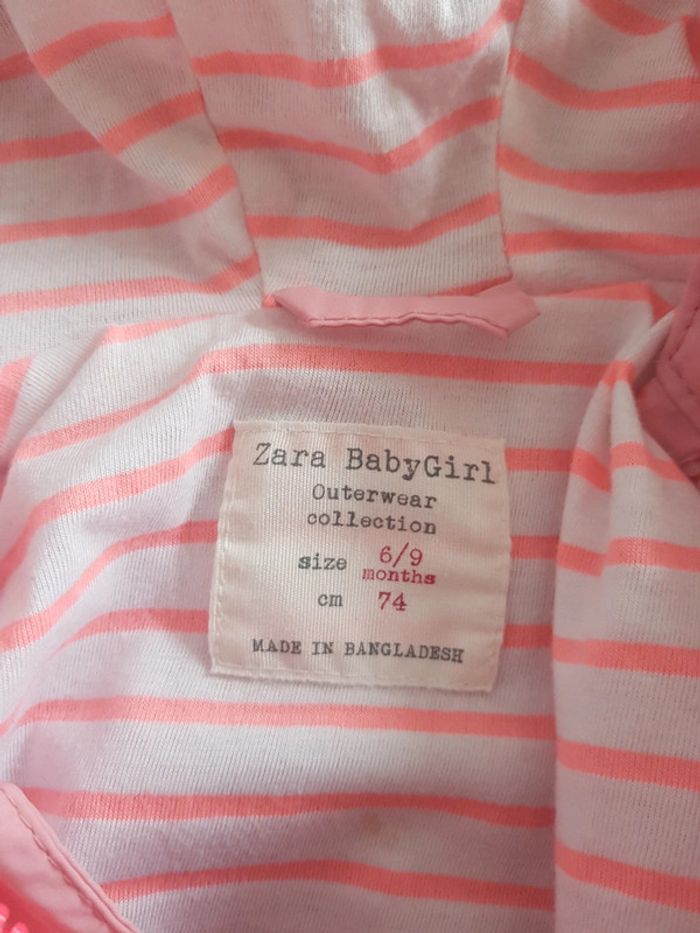 Zara BabyGirl
Outerwear
collection
size 6/9
months
cm 74
MADE IN BANGLADESH